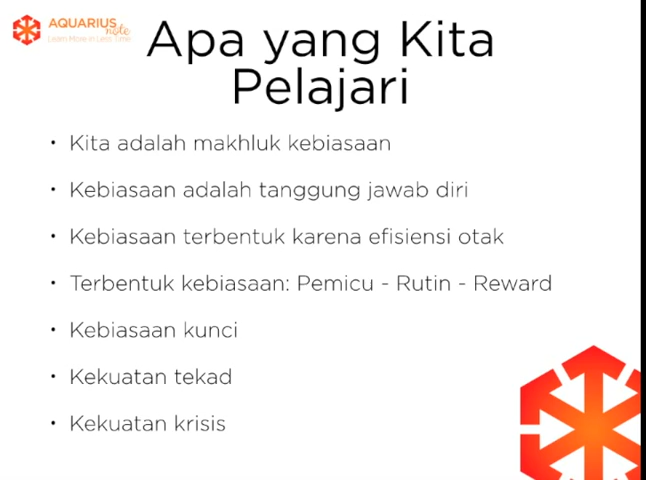 AQUARIUS
note
Learn More in Less Time
Apa yang Kita
Pelajari
• Kita adalah makhluk kebiasaan
• Kebiasaan adalah tanggung jawab diri
• Kebiasaan terbentuk karena efisiensi otak
• Terbentuk kebiasaan: Pemicu - Rutin - Reward
• Kebiasaan kunci
• Kekuatan tekad
• Kekuatan krisis